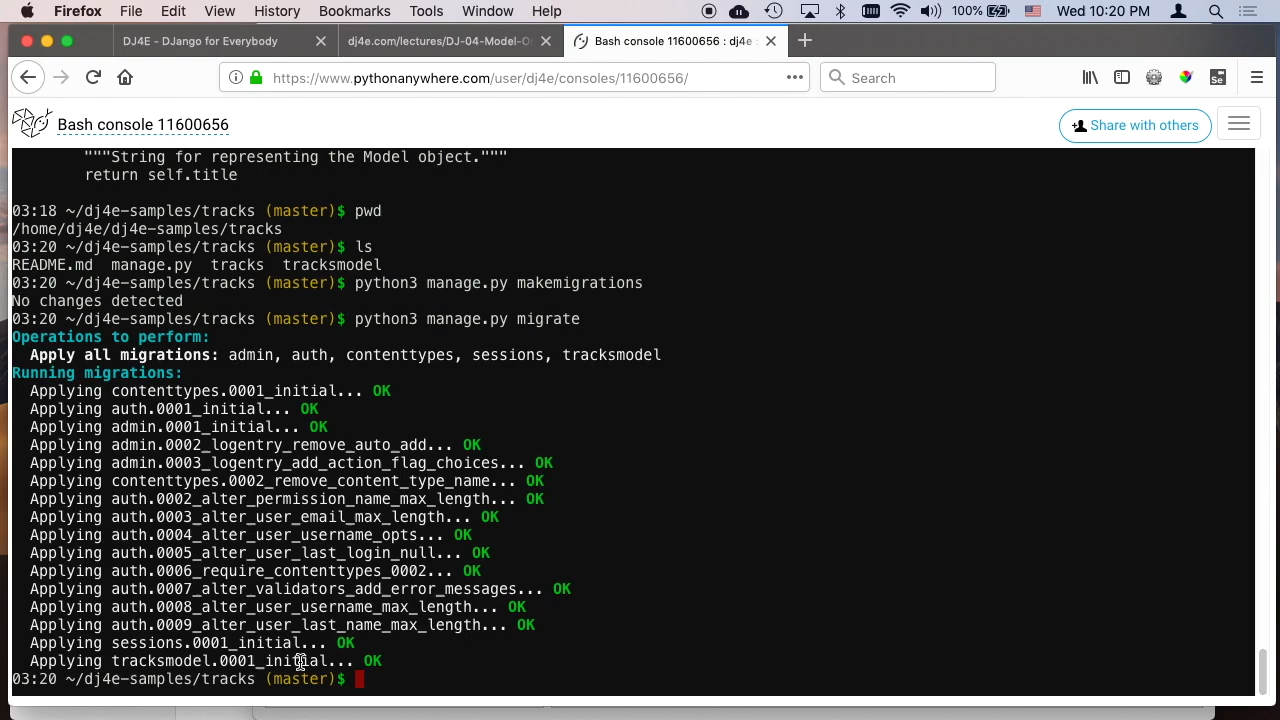 Firefox File Edit View History Bookmarks Tools Window Help 100% Wed 10:20 PM
DJ4E - DJango for Everybody dj4e.com/lectures/DJ-04-Model-O Bash console 11600656 : dj4e :
https://www.pythonanywhere.com/user/dj4e/consoles/11600656/ Search Se
Bash console 11600656 Share with others
"""String for representing the Model object."""
return self.title
03:18 ~/dj4e-samples/tracks (master)$ pwd
/home/dj4e/dj4e-samples/tracks
03:20 ~/dj4e-samples/tracks (master)$ ls
README.md manage.py tracks tracksmodel
03:20 ~/dj4e-samples/tracks (master)$ python3 manage.py makemigrations
No changes detected
03:20 ~/dj4e-samples/tracks (master)$ python3 manage.py migrate
Operations to perform:
Apply all migrations: admin, auth, contenttypes, sessions, tracksmodel
Running migrations:
Applying contenttypes.0001_initial... OK
Applying auth.0001_initial... OK
Applying admin.0001_initial... OK
Applying admin.0002_logentry_remove_auto_add... OK
Applying admin.0003_logentry_add_action_flag_choices... OK
Applying contenttypes.0002_remove_content_type_name... OK
Applying auth.0002_alter_permission_name_max_length... OK
Applying auth.0003_alter_user_email_max_length... OK
Applying auth.0004_alter_user_username_opts... OK
Applying auth.0005_alter_user_last_login_null... OK
Applying auth.0006_require_contenttypes_0002... OK
Applying auth.0007_alter_validators_add_error_messages... OK
Applying auth.0008_alter_user_username_max_length... OK
Applying auth.0009_alter_user_last_name_max_length... OK
Applying sessions.0001_initial... OK
Applying tracksmodel.0001_initial... OK
03:20 ~/dj4e-samples/tracks (master)$